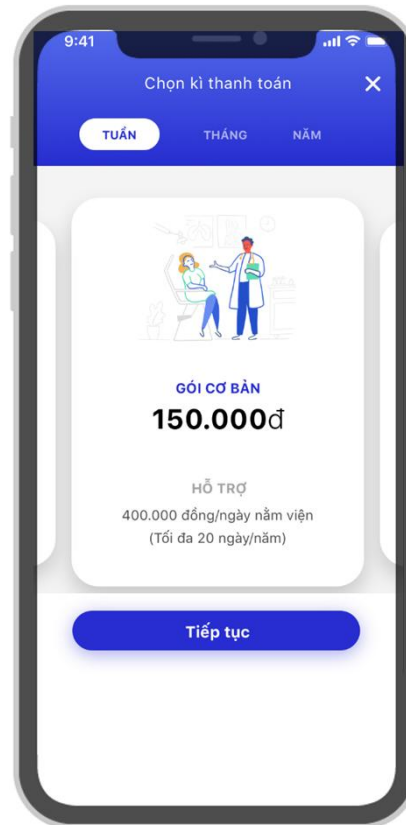 9:41
Chọn kì thanh toán
TUẦN THÁNG NĂM
GÓI CƠ BẢN
150.000đ
HỖ TRỢ
400.000 đồng/ngày nằm viện
(Tối đa 20 ngày/năm)
Tiếp tục